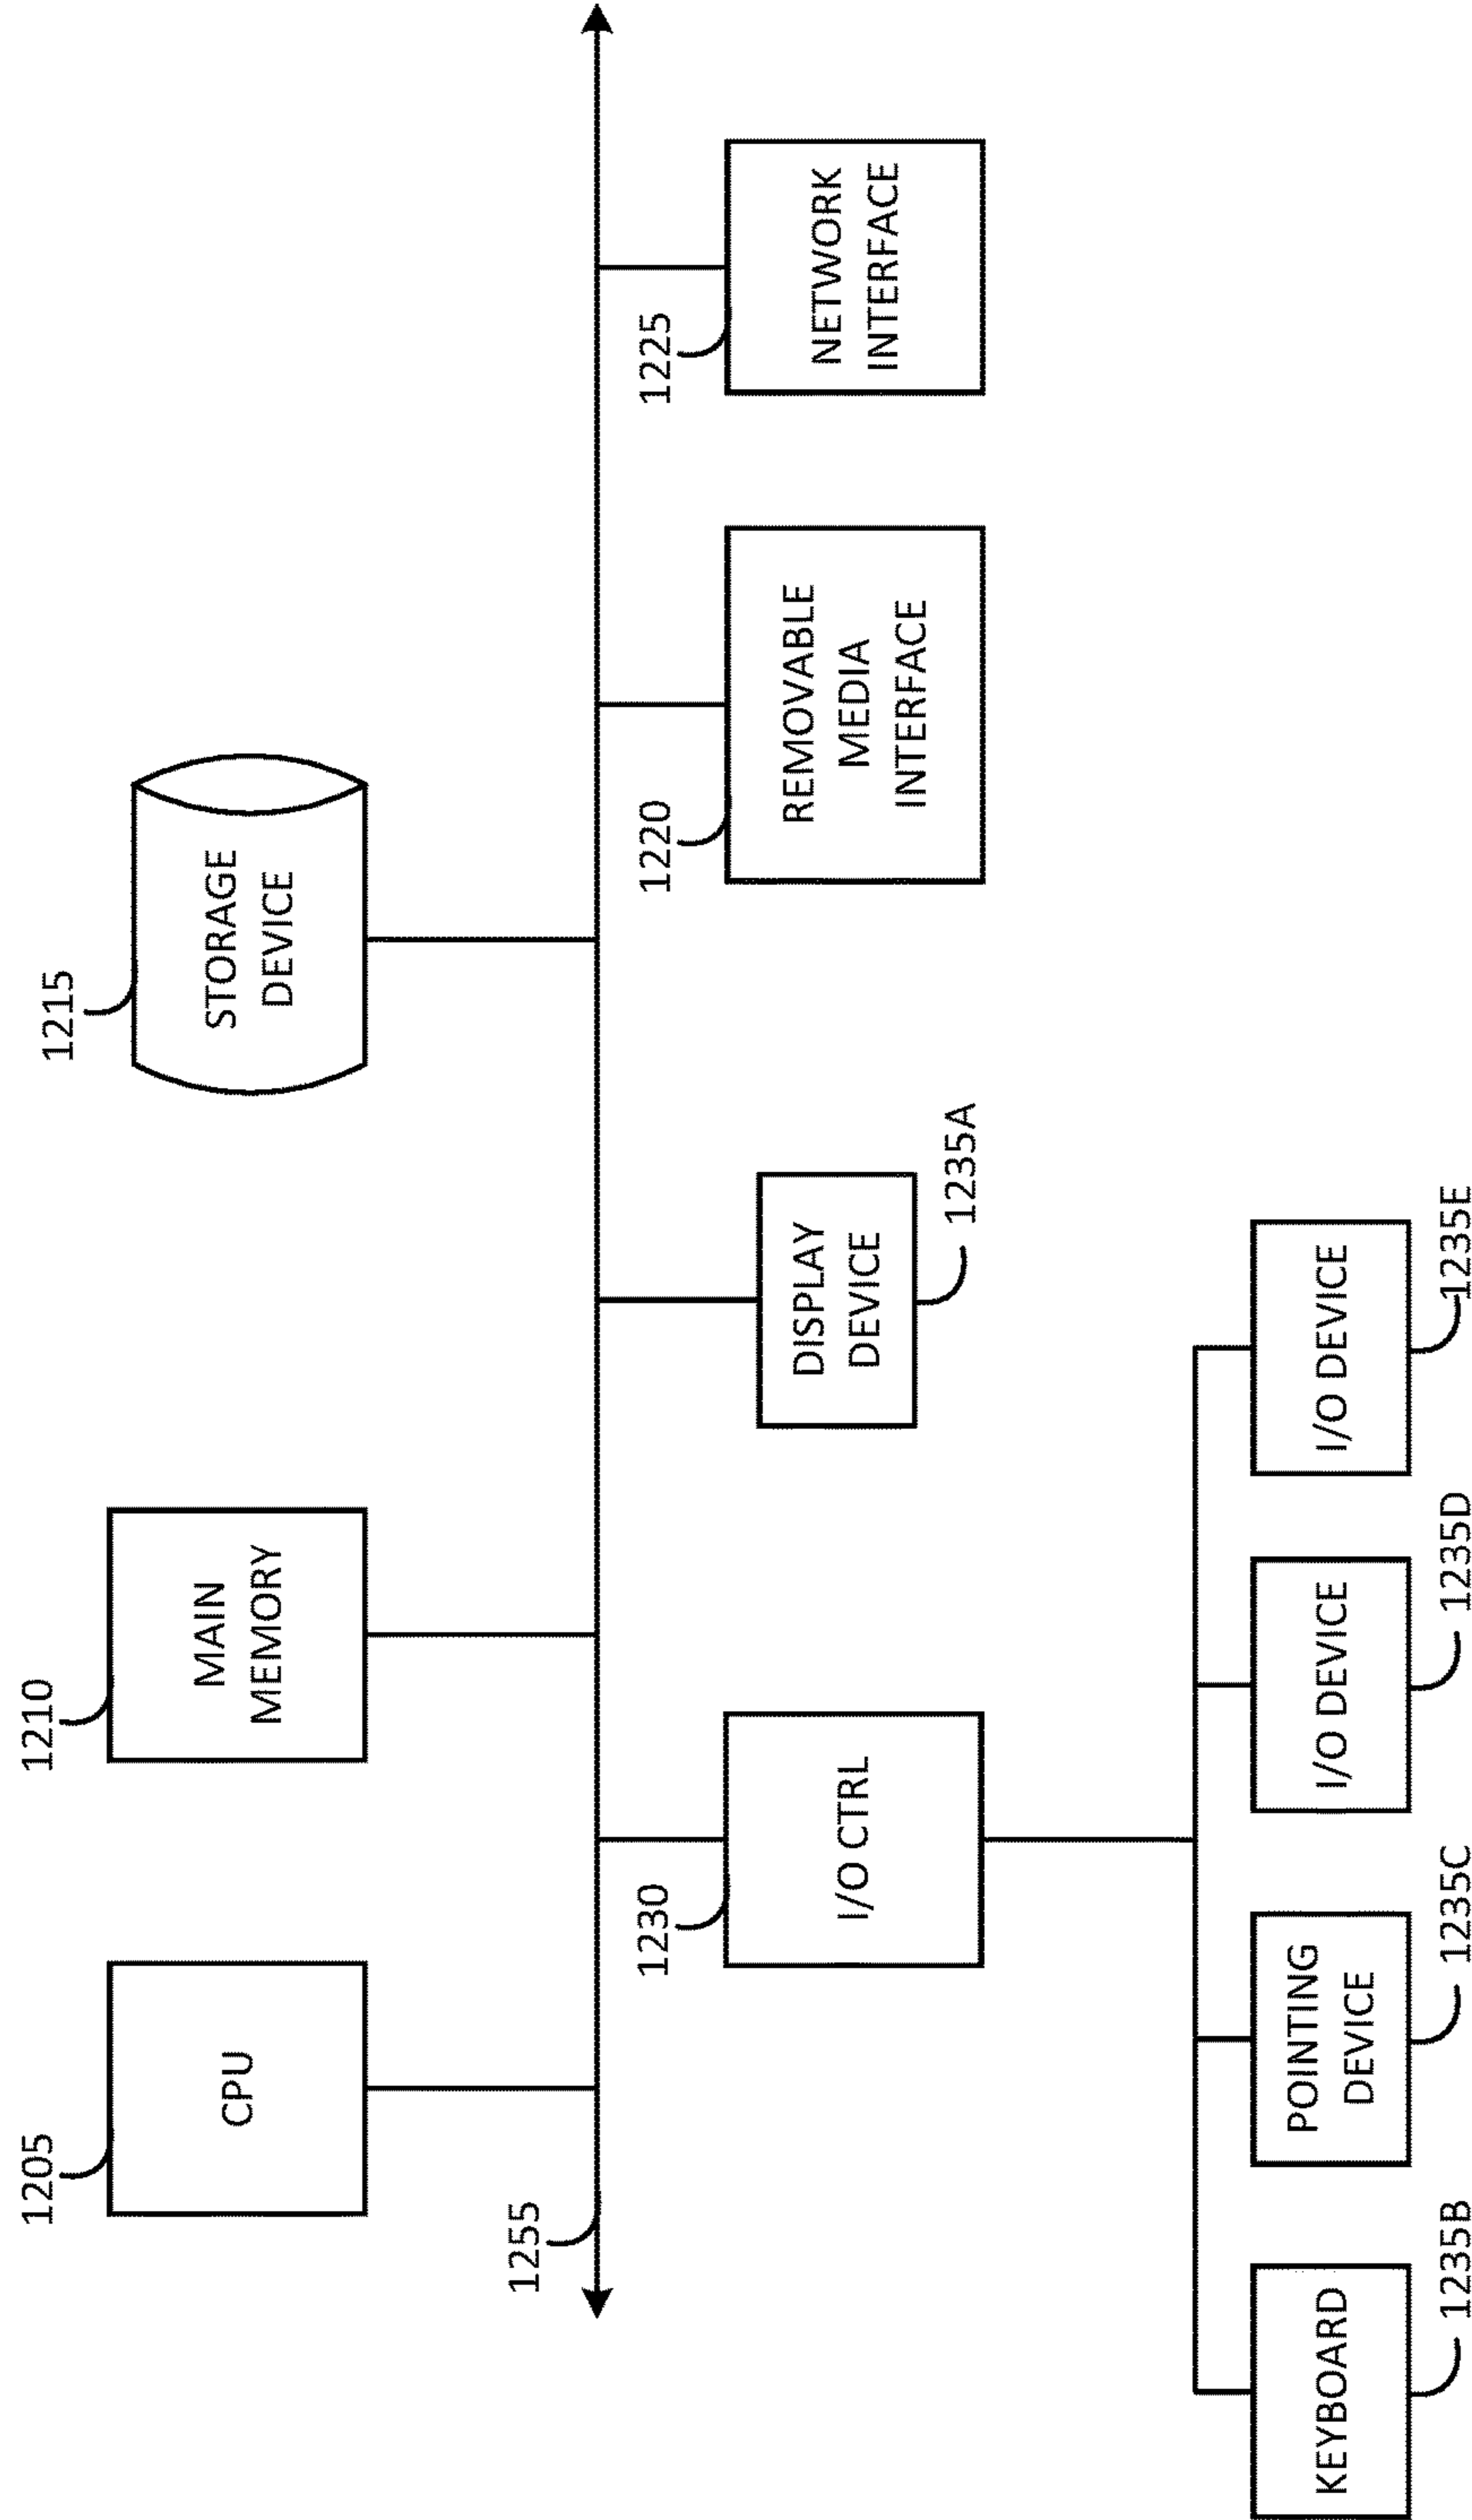 1205
CPU
1210
MAIN
MEMORY
1215
STORAGE
DEVICE
1255
1230
I/O CTRL
DISPLAY
DEVICE
1235A
1220
REMOVABLE
MEDIA
INTERFACE
1225
NETWORK
INTERFACE
KEYBOARD
1235B
POINTING
DEVICE
1235C
I/O DEVICE
1235D
I/O DEVICE
1235E